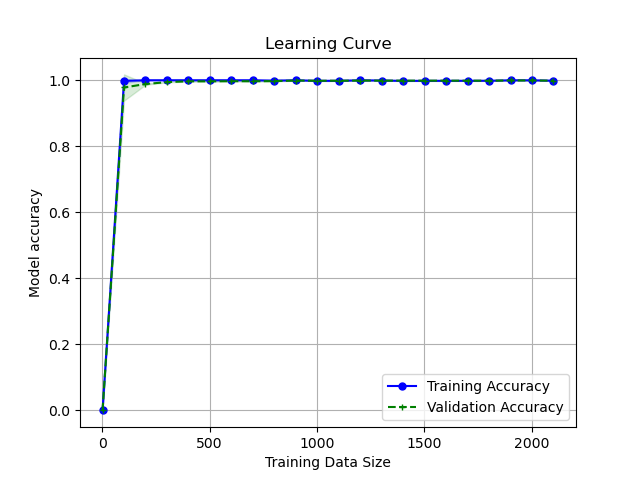 Learning Curve
1.0
0.8
0.6
0.4
0.2
0.0
Model accuracy
0 500 1000 1500 2000
Training Data Size
Training Accuracy
Validation Accuracy